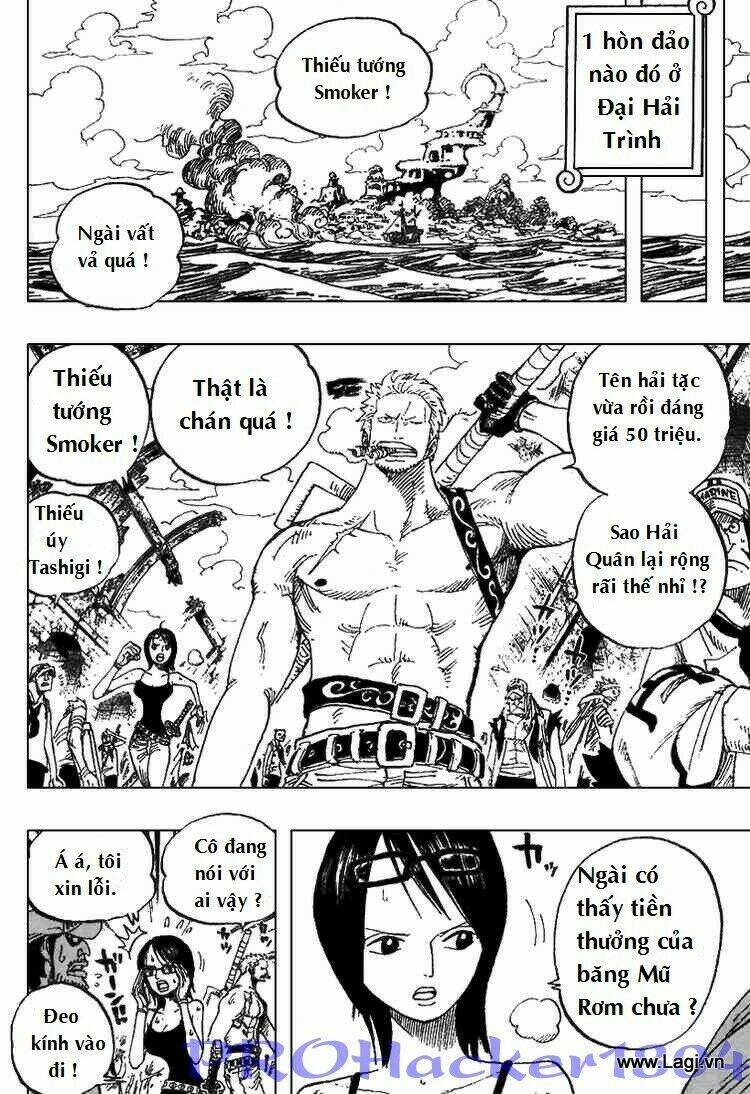 1 hòn đảo
nào đó ở
Đại Hải
Trình
Thiếu tướng
Smoker !
Ngài vất
vả quá !
Thiếu
tướng
Smoker !
Thật là
chán quá !
Tên hải tặc
vừa rồi đáng
giá 50 triệu.
Sao Hải
Quân lại rộng
rãi thế nhỉ !?
MARINE
Thiếu
úy
Tashigi !
Á á, tôi
xin lỗi.
Cô đang
nói với
ai vậy ?
Đeo
kính vào
đi !
Ngài có
thấy tiền
thưởng của
băng Mũ
Rơm chưa ?
PROHacker1894
www.Lagi.vn